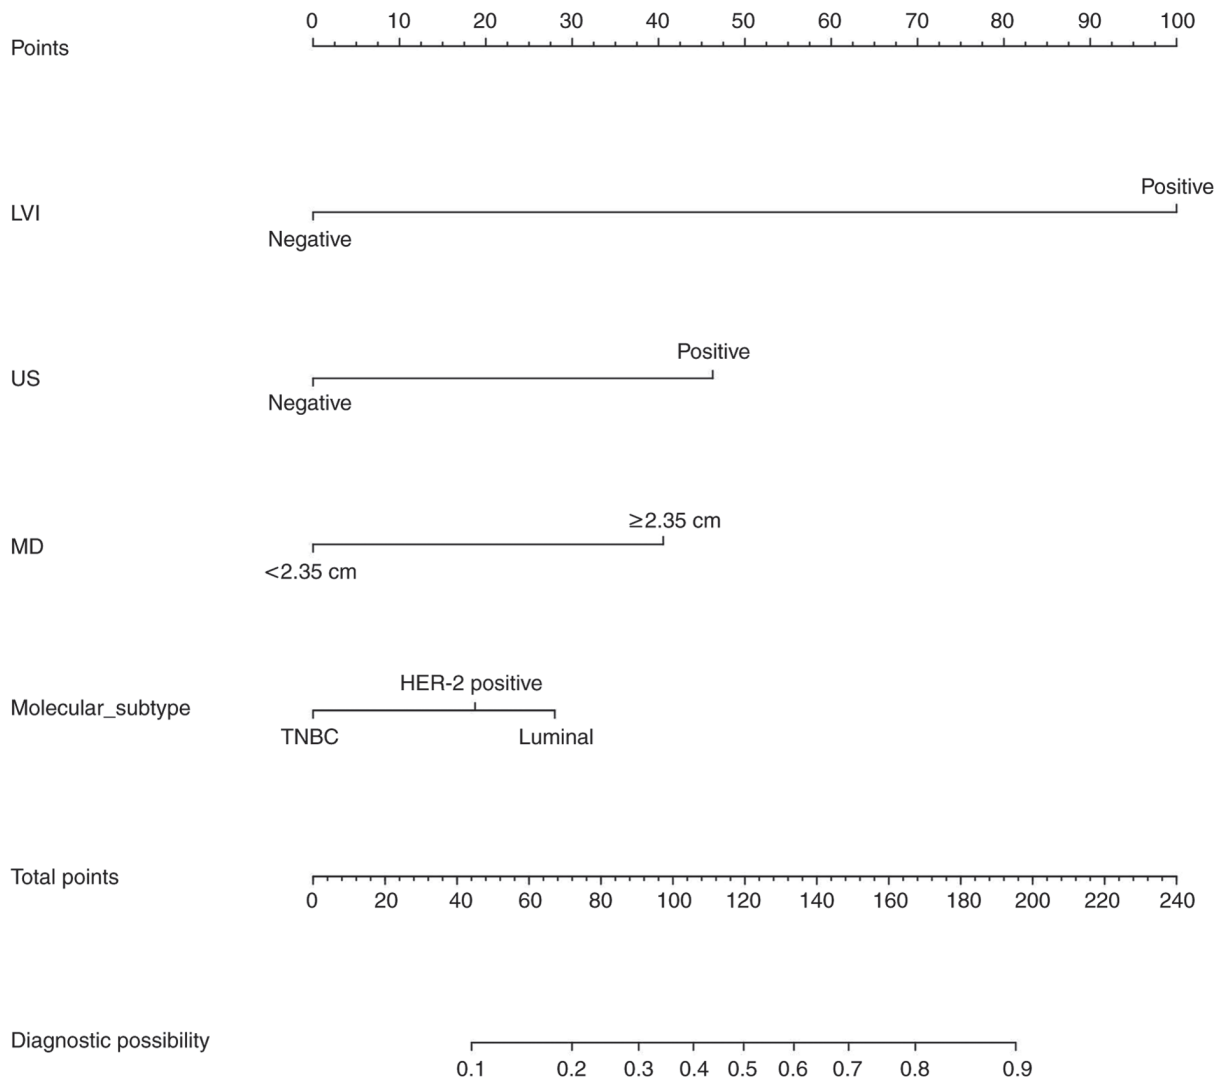 0 10 20 30 40 50 60 70 80 90 100
Points
Positive
LVI
Negative
Positive
US
Negative
≥2.35 cm
MD
<2.35 cm
HER-2 positive
Molecular_subtype
TNBC Luminal
Total points
0 20 40 60 80 100 120 140 160 180 200 220 240
Diagnostic possibility
0.1 0.2 0.3 0.4 0.5 0.6 0.7 0.8 0.9